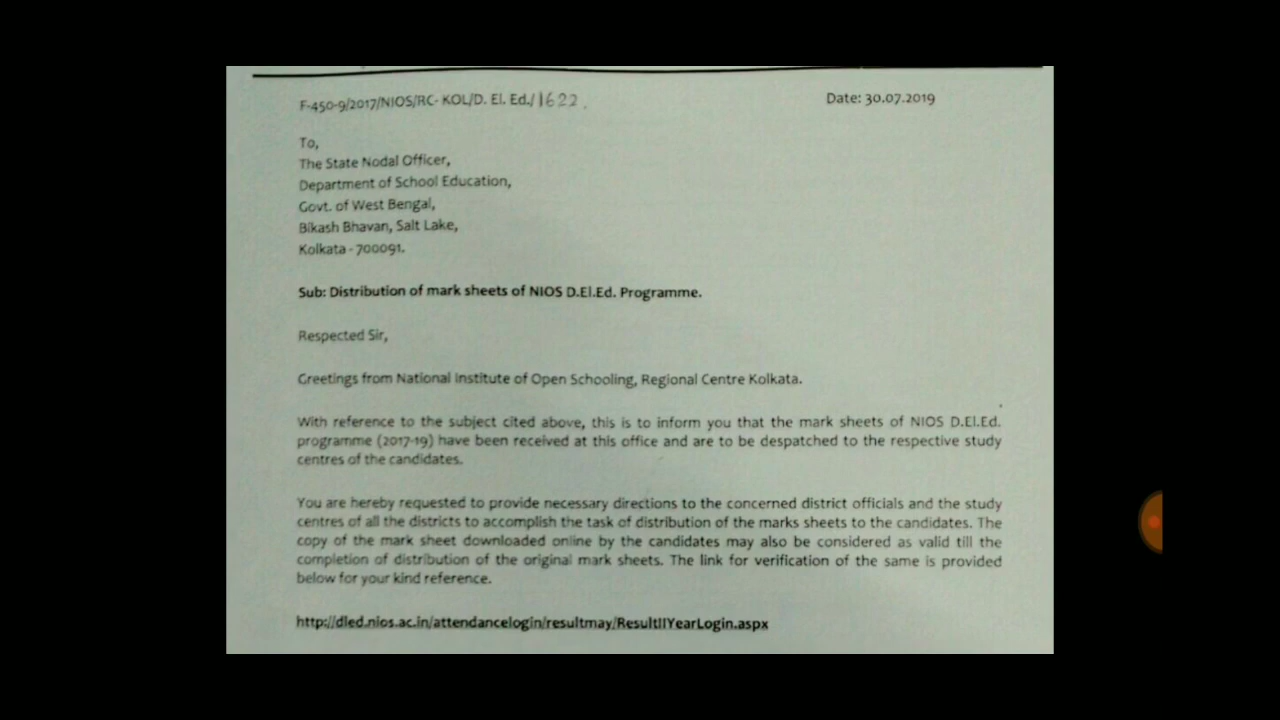 F-450-9/2017/NIOS/RC- KOL/D. El. Ed./1622. Date: 30.07.2019
To,
The State Nodal Officer,
Department of School Education,
Govt. of West Bengal,
Bikash Bhavan, Salt Lake,
Kolkata - 700091.
Sub: Distribution of mark sheets of NIOS D.El.Ed. Programme.
Respected Sir,
Greetings from National Institute of Open Schooling, Regional Centre Kolkata.
With reference to the subject cited above, this is to inform you that the mark sheets of NIOS D.El.Ed.
programme (2017-19) have been received at this office and are to be despatched to the respective study
centres of the candidates.
You are hereby requested to provide necessary directions to the concerned district officials and the study
centres of all the districts to accomplish the task of distribution of the marks sheets to the candidates. The
copy of the mark sheet downloaded online by the candidates may also be considered as valid till the
completion of distribution of the original mark sheets. The link for verification of the same is provided
below for your kind reference.
http://dled.nios.ac.in/attendancelogin/resultmay/ResultIIYearLogin.aspx